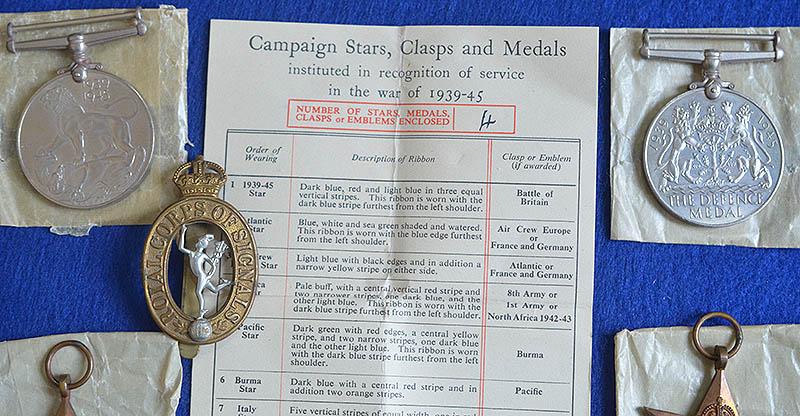 Campaign Stars, Clasps and Medals
instituted in recognition of service
in the war of 1939-45
NUMBER OF STARS, MEDALS,
CLASPS or EMBLEMS ENCLOSED
4
Order of
Wearing
Description of Ribbon
Clasp or Emblem
(if awarded)
1 1939-45
Star
Dark blue, red and light blue in three equal
vertical stripes. This ribbon is worn with the
dark blue stripe furthest from the left shoulder.
Battle of
Britain
Atlantic
Star
Blue, white and sea green shaded and watered.
This ribbon is worn with the blue edge furthest
from the left shoulder.
Air Crew Europe
or
France and Germany
Star
Light blue with black edges and in addition a
narrow yellow stripe on either side.
Atlantic or
France and Germany
Star
Pale buff, with a central vertical red stripe and
two narrower stripes, one dark blue, and the
other light blue. This ribbon is worn with the
dark blue stripe furthest from the left shoulder.
8th Army or
1st Army or
North Africa 1942-43
Pacific
Star
Dark green with red edges, a central yellow
stripe, and two narrow stripes, one dark blue
and the other light blue. This ribbon is worn
with the dark blue stripe furthest from the left
shoulder.
Burma
6 Burma
Star
Dark blue with a central red stripe and in
addition two orange stripes.
Pacific
7 Italy
Five vertical stripes of equal width, one in red
ROYAL CORPS OF SIGNALS
1939
1945
THE DEFENCE
MEDAL
1939
1945